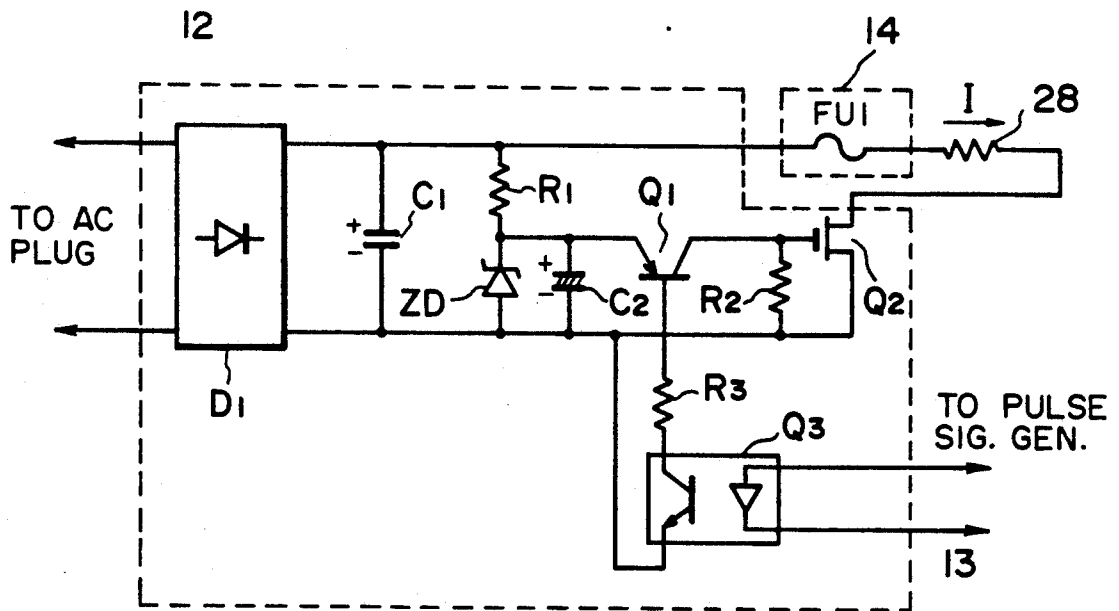 12
14
FU1
I
28
TO AC
PLUG
+
-
C1
R1
Q1
+
-
ZD
C2
R2
Q2
D1
R3
Q3
TO PULSE
SIG. GEN.
13